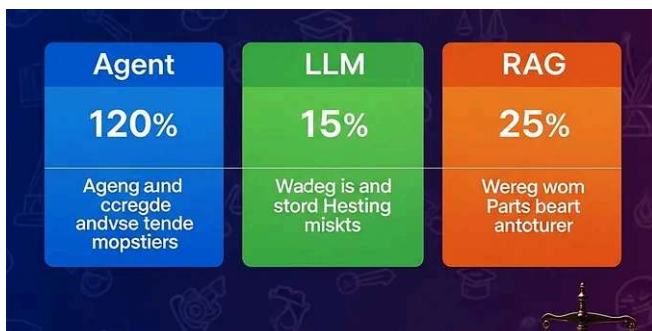 Agent
120%
Ageng aund
ccregde
andvse tende
mopstiers
LLM
15%
Wadeg is and
stord Hesting
miskts
RAG
25%
Wereg wom
Parts beart
antoturer